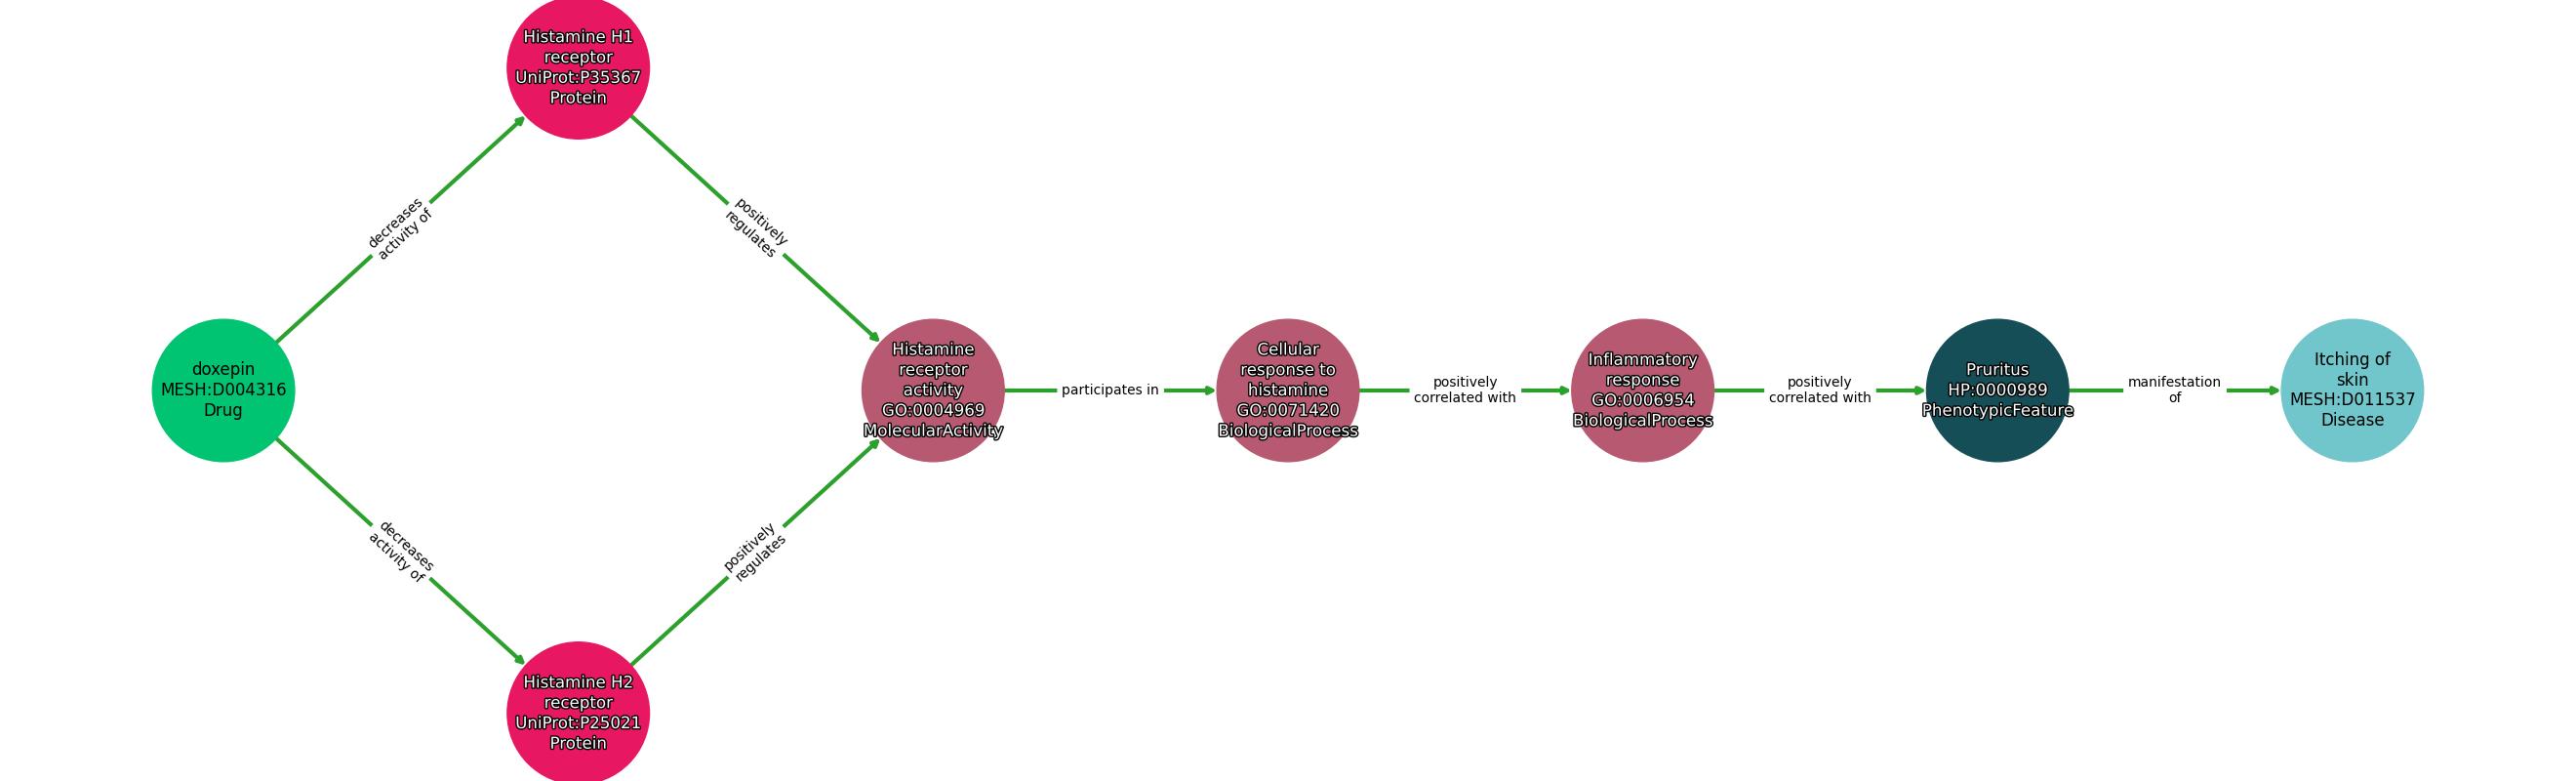 Histamine H1
receptor
UniProt:P35367
Protein
decreases
activity of
positively
regulates
doxepin
MESH:D004316
Drug
Histamine
receptor
activity
GO:0004969
MolecularActivity
participates in
Cellular
response to
histamine
GO:0071420
BiologicalProcess
positively
correlated with
Inflammatory
response
GO:0006954
BiologicalProcess
positively
correlated with
Pruritus
HP:0000989
PhenotypicFeature
manifestation
of
Itching of
skin
MESH:D011537
Disease
decreases
activity of
positively
regulates
Histamine H2
receptor
UniProt:P25021
Protein